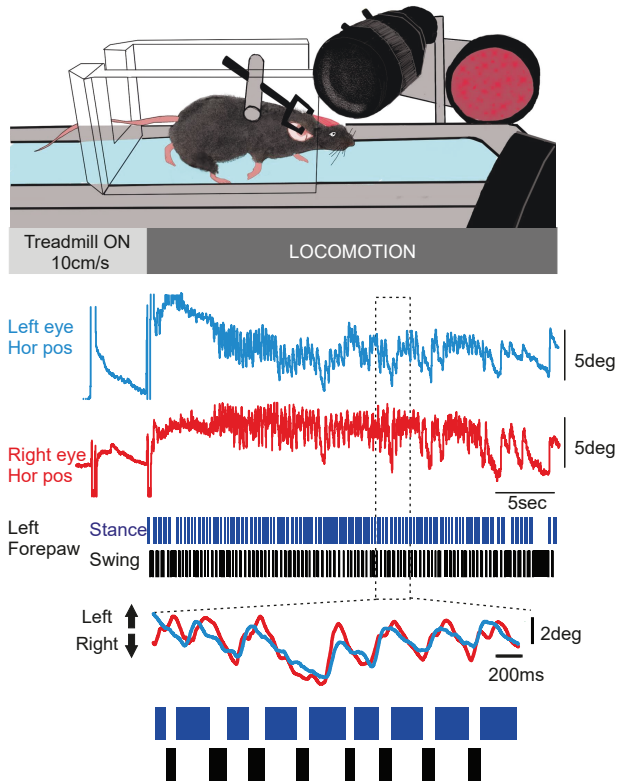 Treadmill ON
10cm/s
LOCOMOTION
Left eye
Hor pos
5deg
Right eye
Hor pos
5deg
5sec
Left
Forepaw
Stance
Swing
Left
Right
2deg
200ms